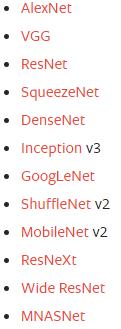 AlexNet
VGG
ResNet
SqueezeNet
DenseNet
Inception v3
GoogLeNet
ShuffleNet v2
MobileNet v2
ResNeXt
Wide ResNet
MNASNet